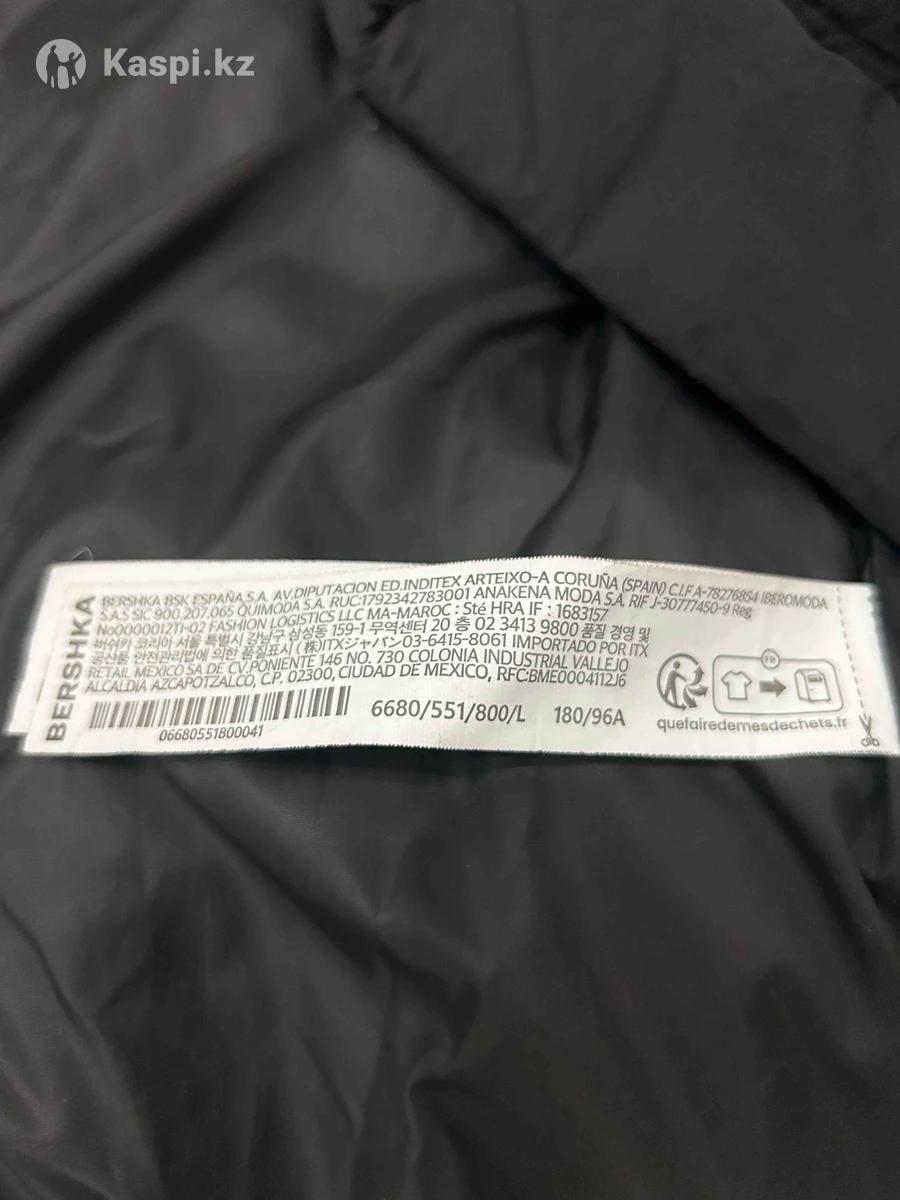 Kaspi.kz
BERSHKA
BERSHKA BSK ESPAÑA S.A. AV.DIPUTACION ED.INDITEX ARTEIXO-A CORUÑA (SPAIN) C.I.F A-78276854 IBEROMODA
S.A.S SIC 900.207.065 QUIMODA S.A. RUC:1792342783001 ANAKENA MODA S.A. RIF J-30777450-9 Reg.
No0000001211-02 FASHION LOGISTICS LLC MA-MAROC : Sté HRA IF : 1683157
버쉬카 코리아 서울 특별시 강남구 삼성동 159-1 무역센터 20 층 02 3413 9800 품질 경영 및
공산품 안전관리법에 의한 품질표시 (株)ITXジャパン 03-6415-8061 IMPORTADO POR ITX
RETAIL MEXICO SA DE CV.PONIENTE 146 NO. 730 COLONIA INDUSTRIAL VALLEJO
ALCALDIA AZCAPOTZALCO, C.P. 02300, CIUDAD DE MEXICO, RFC:BME0004112J6
06680551800041
6680/551/800/L 180/96A
FR
quefairedemesdechets.fr